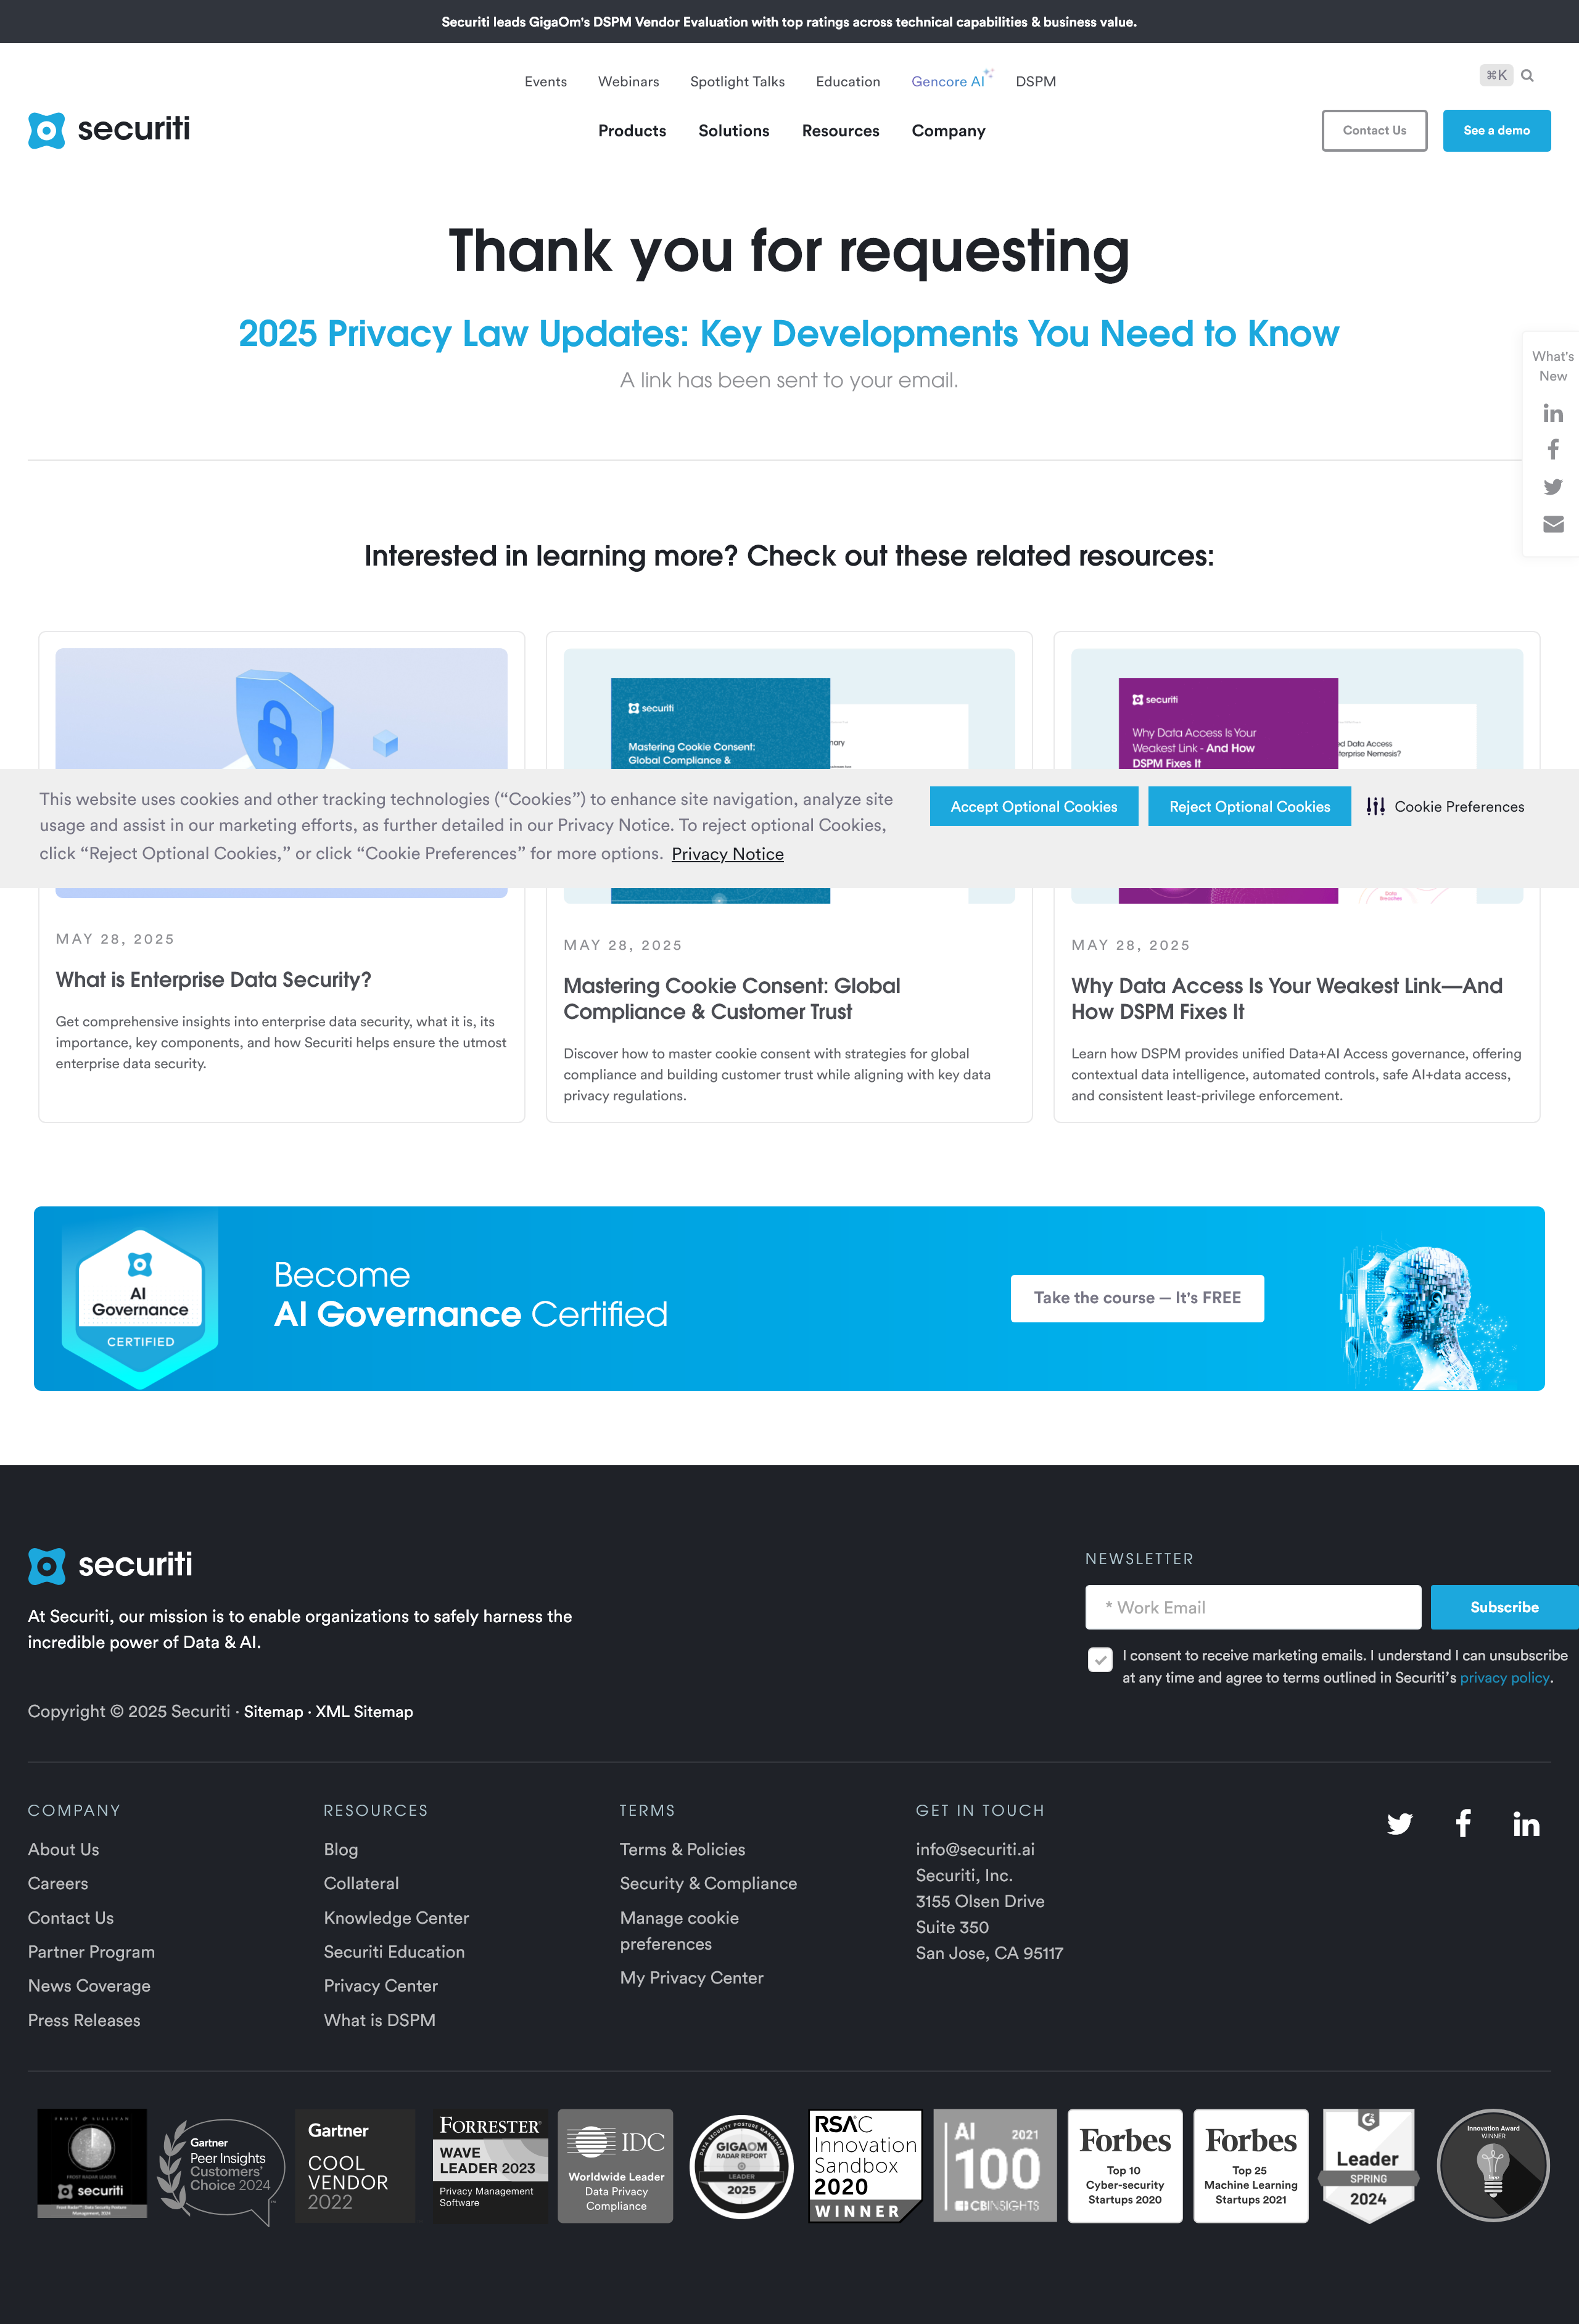 Securiti leads GigaOm's DSPM Vendor Evaluation with top ratings across technical capabilities & business value.
Events Webinars Spotlight Talks Education Gencore AI DSPM
⌘K
securiti
Products Solutions Resources Company
Contact Us
See a demo
Thank you for requesting
2025 Privacy Law Updates: Key Developments You Need to Know
A link has been sent to your email.
What's
New
Interested in learning more? Check out these related resources:
securiti
Mastering Cookie Consent:
Global Compliance &
securiti
Why Data Access Is Your
Weakest Link - And How
DSPM Fixes It
d Data Access
terprise Nemesis?
This website uses cookies and other tracking technologies (“Cookies”) to enhance site navigation, analyze site
usage and assist in our marketing efforts, as further detailed in our Privacy Notice. To reject optional Cookies,
click “Reject Optional Cookies,” or click “Cookie Preferences” for more options. Privacy Notice
Accept Optional Cookies
Reject Optional Cookies
Cookie Preferences
Data
Breaches
MAY 28, 2025
What is Enterprise Data Security?
Get comprehensive insights into enterprise data security, what it is, its
importance, key components, and how Securiti helps ensure the utmost
enterprise data security.
MAY 28, 2025
Mastering Cookie Consent: Global
Compliance & Customer Trust
Discover how to master cookie consent with strategies for global
compliance and building customer trust while aligning with key data
privacy regulations.
MAY 28, 2025
Why Data Access Is Your Weakest Link—And
How DSPM Fixes It
Learn how DSPM provides unified Data+AI Access governance, offering
contextual data intelligence, automated controls, safe AI+data access,
and consistent least-privilege enforcement.
AI
Governance
CERTIFIED
Become
AI Governance Certified
Take the course — It's FREE
securiti
At Securiti, our mission is to enable organizations to safely harness the
incredible power of Data & AI.
Copyright © 2025 Securiti · Sitemap · XML Sitemap
NEWSLETTER
* Work Email
Subscribe
I consent to receive marketing emails. I understand I can unsubscribe
at any time and agree to terms outlined in Securiti's privacy policy.
COMPANY
About Us
Careers
Contact Us
Partner Program
News Coverage
Press Releases
RESOURCES
Blog
Collateral
Knowledge Center
Securiti Education
Privacy Center
What is DSPM
TERMS
Terms & Policies
Security & Compliance
Manage cookie
preferences
My Privacy Center
GET IN TOUCH
info@securiti.ai
Securiti, Inc.
3155 Olsen Drive
Suite 350
San Jose, CA 95117
FROST & SULLIVAN
FROST RADAR LEADER
securiti
Gartner
Peer Insights
Customers'
Choice 2024
Gartner
COOL
VENDOR
2022
FORRESTER
WAVE
LEADER 2023
Privacy Management
Software
IDC
Worldwide Leader
Data Privacy
Compliance
DATA SECURITY POSTURE MANAGEMENT
GIGAOM
RADAR REPORT
LEADER
2025
RSAC
Innovation
Sandbox
2020
WINNER
AI 2021
100
CBINSIGHTS
Forbes
Top 10
Cyber-security
Startups 2020
Forbes
Top 25
Machine Learning
Startups 2021
Leader
SPRING
2024
Innovation Award
WINNER